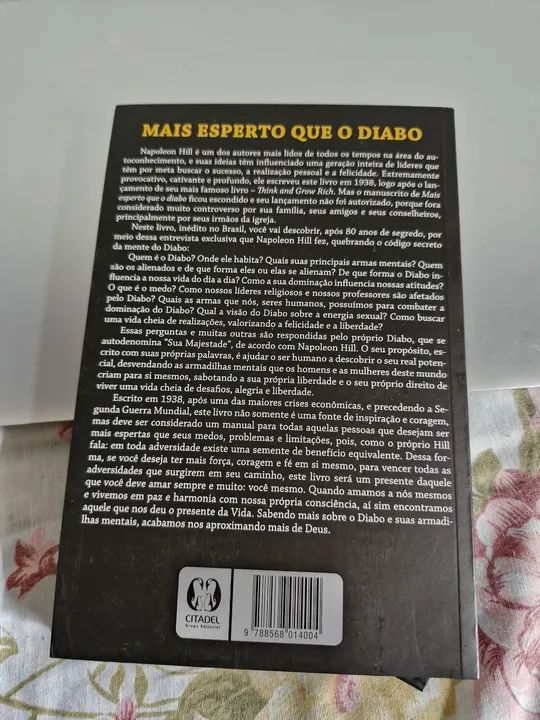 MAIS ESPERTO QUE O DIABO
Napoleon Hill é um dos autores mais lidos de todos os tempos na área do au-
toconhecimento, e suas ideias têm influenciado uma geração inteira de líderes que
têm por meta buscar o sucesso, a realização pessoal e a felicidade. Extremamente
provocativo, cativante e profundo, ele escreveu este livro em 1938, logo após o lan-
çamento de seu mais famoso livro – Think and Grow Rich. Mas o manuscrito de Mais
esperto que o diabo ficou escondido e seu lançamento não foi autorizado, porque fora
considerado muito controverso por sua família, seus amigos e seus conselheiros,
principalmente por seus irmãos da igreja.
Neste livro, inédito no Brasil, você vai descobrir, após 80 anos de segredo, por
meio dessa entrevista exclusiva que Napoleon Hill fez, quebrando o código secreto
da mente do Diabo:
Quem é o Diabo? Onde ele habita? Quais suas principais armas mentais? Quem
são os alienados e de que forma eles ou elas se alienam? De que forma o Diabo in-
fluencia a nossa vida do dia a dia? Como a sua dominação influencia nossas atitudes?
O que é o medo? Como nossos líderes religiosos e nossos professores são afetados
pelo Diabo? Quais as armas que nós, seres humanos, possuímos para combater a
dominação do Diabo? Qual a visão do Diabo sobre a energia sexual? Como buscar
uma vida cheia de realizações, valorizando a felicidade e a liberdade?
Essas perguntas e muitas outras são respondidas pelo próprio Diabo, que se
autodenomina "Sua Majestade", de acordo com Napoleon Hill. O seu propósito, es-
crito com suas próprias palavras, é ajudar o ser humano a descobrir o seu real poten-
cial, desvendando as armadilhas mentais que os homens e as mulheres deste mundo
criam para si mesmos, sabotando a sua própria liberdade e o seu próprio direito de
viver uma vida cheia de desafios, alegria e liberdade.
Escrito em 1938, após uma das maiores crises econômicas, e precedendo a Se-
gunda Guerra Mundial, este livro não somente é uma fonte de inspiração e coragem,
mas deve ser considerado um manual para todas aquelas pessoas que desejam ser
mais espertas que seus medos, problemas e limitações, pois, como o próprio Hill
fala: em toda adversidade existe uma semente de benefício equivalente. Dessa for-
ma, se você deseja ter mais força, coragem e fé em si mesmo, para vencer todas as
adversidades que surgirem em seu caminho, este livro será um presente daquele
que você deve amar sempre e muito: você mesmo. Quando amamos a nós mesmos
e vivemos em paz e harmonia com nossa própria consciência, aí sim encontramos
aquele que nos deu o presente da Vida. Sabendo mais sobre o Diabo e suas armadi-
lhas mentais, acabamos nos aproximando mais de Deus.
CITADEL
Grupo Editorial
9 788568 014004